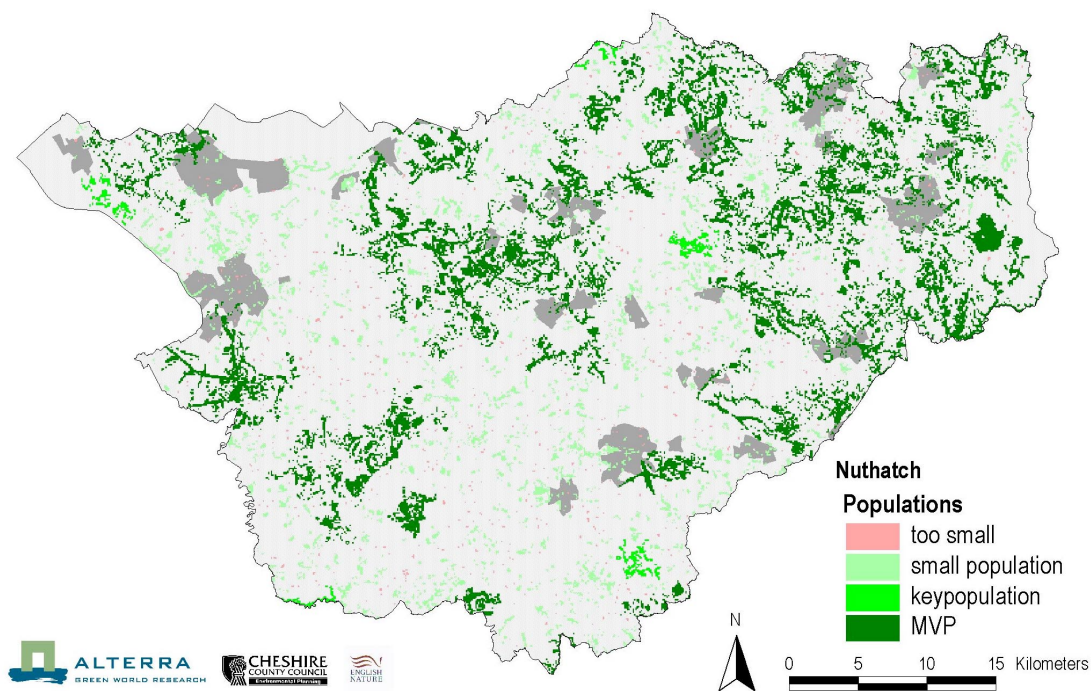 Nuthatch
Populations
too small
small population
keypopulation
MVP
N
0 5 10 15 Kilometers
ALTERRA
GREEN WORLD RESEARCH
CHESHIRE
COUNTY COUNCIL
Environmental Planning
ENGLISH
NATURE